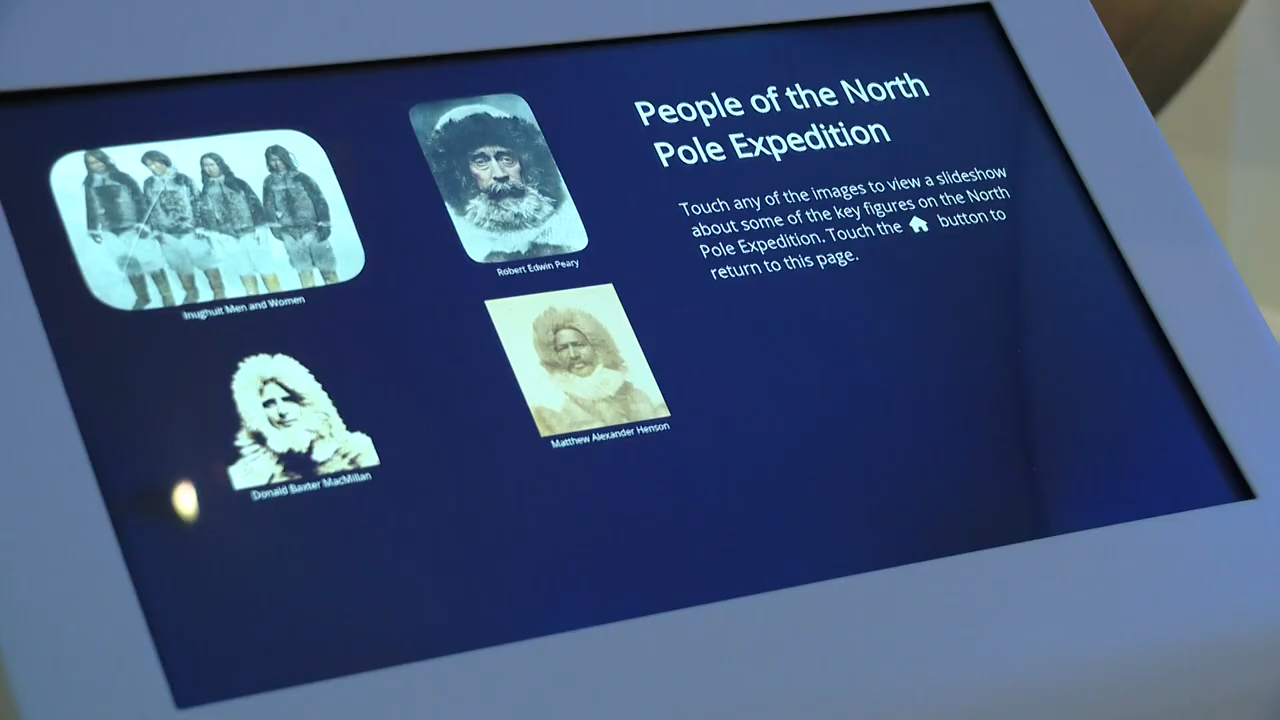 People of the North
Pole Expedition
Touch any of the images to view a slideshow
about some of the key figures on the North
Pole Expedition. Touch the button to
return to this page.
Inughuit Men and Women
Robert Edwin Peary
Donald Baxter MacMillan
Matthew Alexander Henson